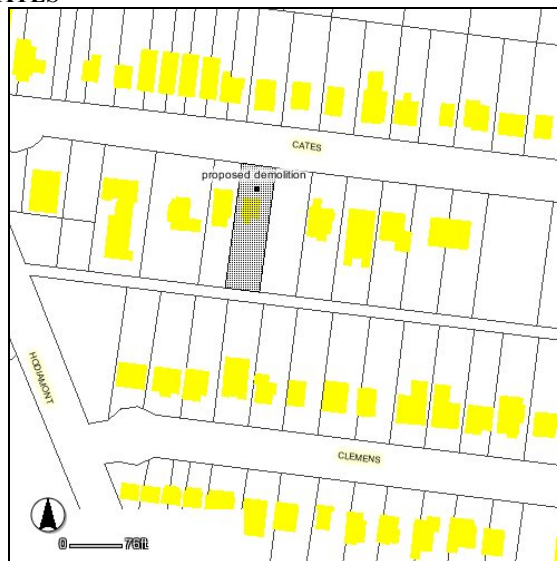 CATES
proposed demolition
HODIAMONT
CLEMENS
0 76ft